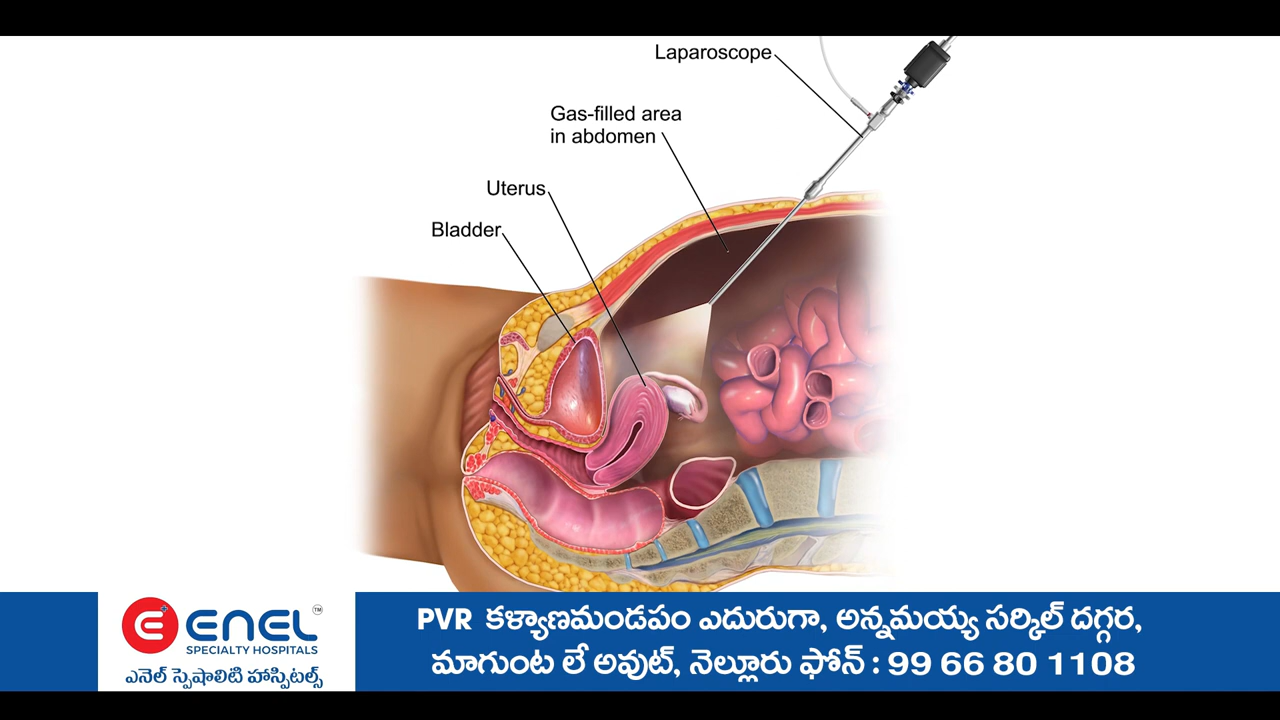 Laparoscope
Gas-filled area
in abdomen
Uterus
Bladder
ENEL TM
SPECIALTY HOSPITALS
ఎనెల్ స్పెషాలిటి హాస్పిటల్స్
PVR కళ్యాణమండపం ఎదురుగా, అన్నమయ్య సర్కిల్ దగ్గర,
మాగుంట లే అవుట్, నెల్లూరు ఫోన్ : 99 66 80 1108